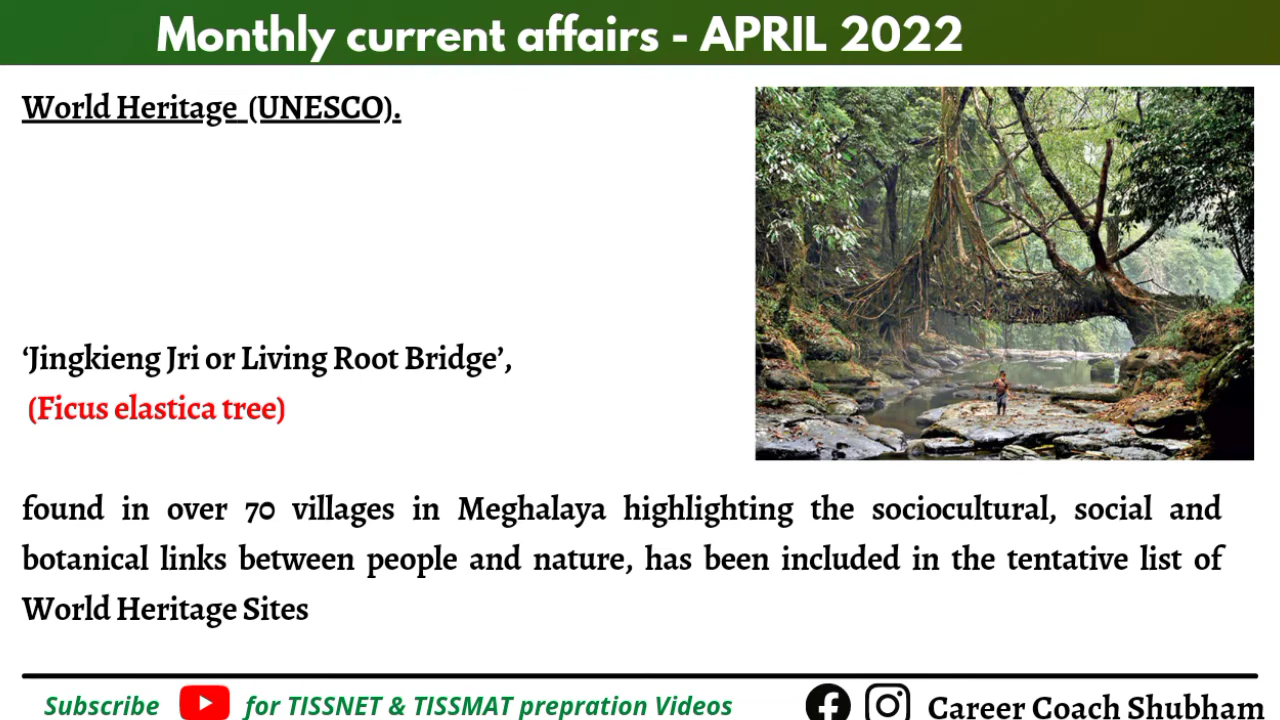 Monthly current affairs - APRIL 2022
World Heritage (UNESCO).
‘Jingkieng Jri or Living Root Bridge’,
(Ficus elastica tree)
found in over 70 villages in Meghalaya highlighting the sociocultural, social and
botanical links between people and nature, has been included in the tentative list of
World Heritage Sites
Subscribe for TISSNET & TISSMAT prepration Videos Career Coach Shubham